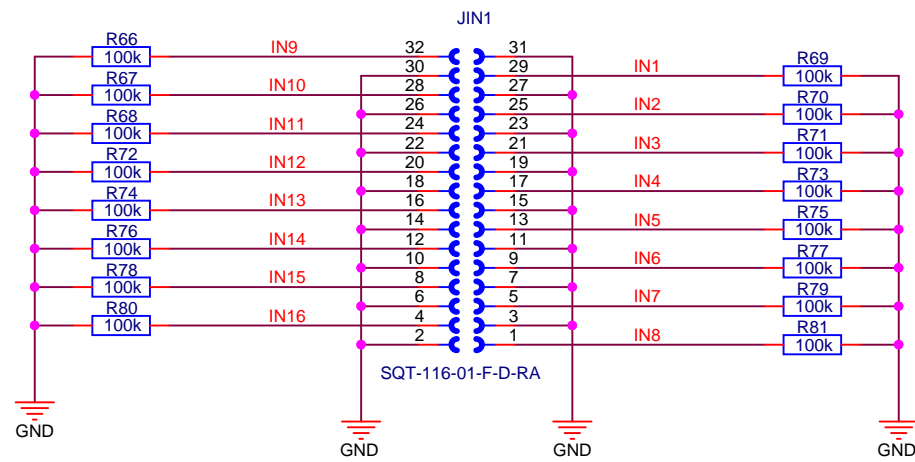 JIN1
R66 100k IN9 32 31
30 29 IN1 R69 100k
R67 100k IN10 28 27
26 25 IN2 R70 100k
R68 100k IN11 24 23
22 21 IN3 R71 100k
R72 100k IN12 20 19
18 17 IN4 R73 100k
R74 100k IN13 16 15
14 13 IN5 R75 100k
R76 100k IN14 12 11
10 9 IN6 R77 100k
R78 100k IN15 8 7
6 5 IN7 R79 100k
R80 100k IN16 4 3
2 1 IN8 R81 100k
SQT-116-01-F-D-RA
GND
GND GND GND